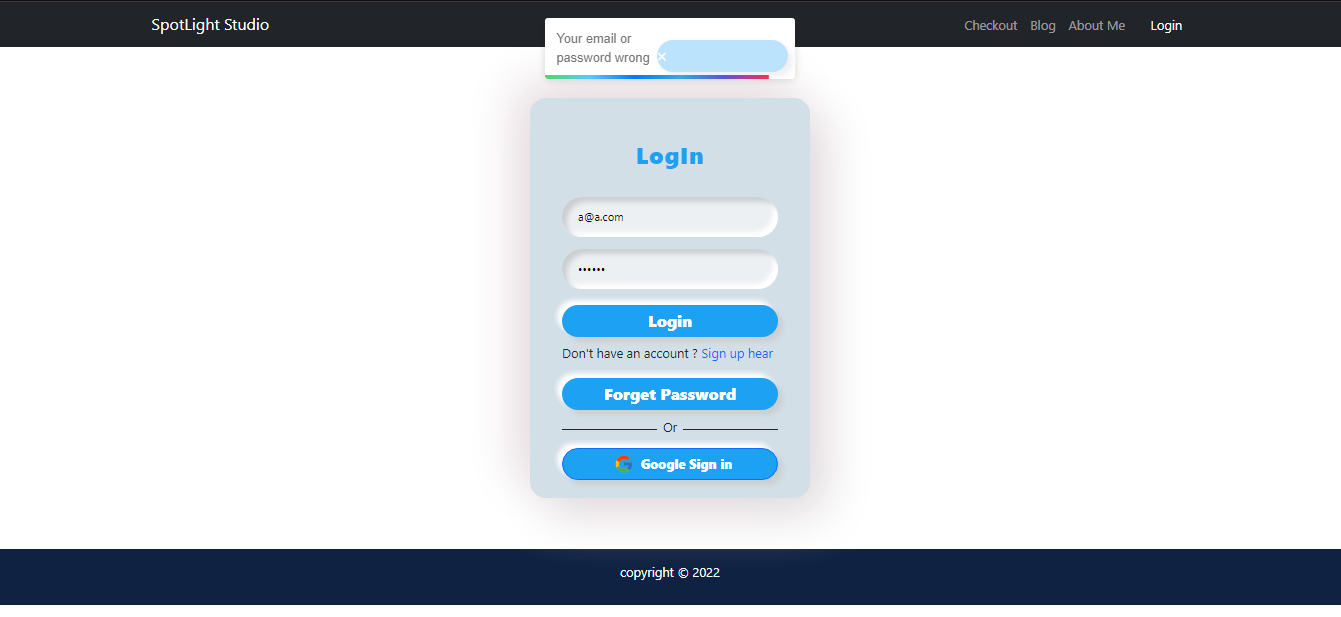 SpotLight Studio
Checkout Blog About Me Login
Your email or
password wrong ×
LogIn
a@a.com
••••••
Login
Don't have an account ? Sign up hear
Forget Password
Or
Google Sign in
copyright © 2022